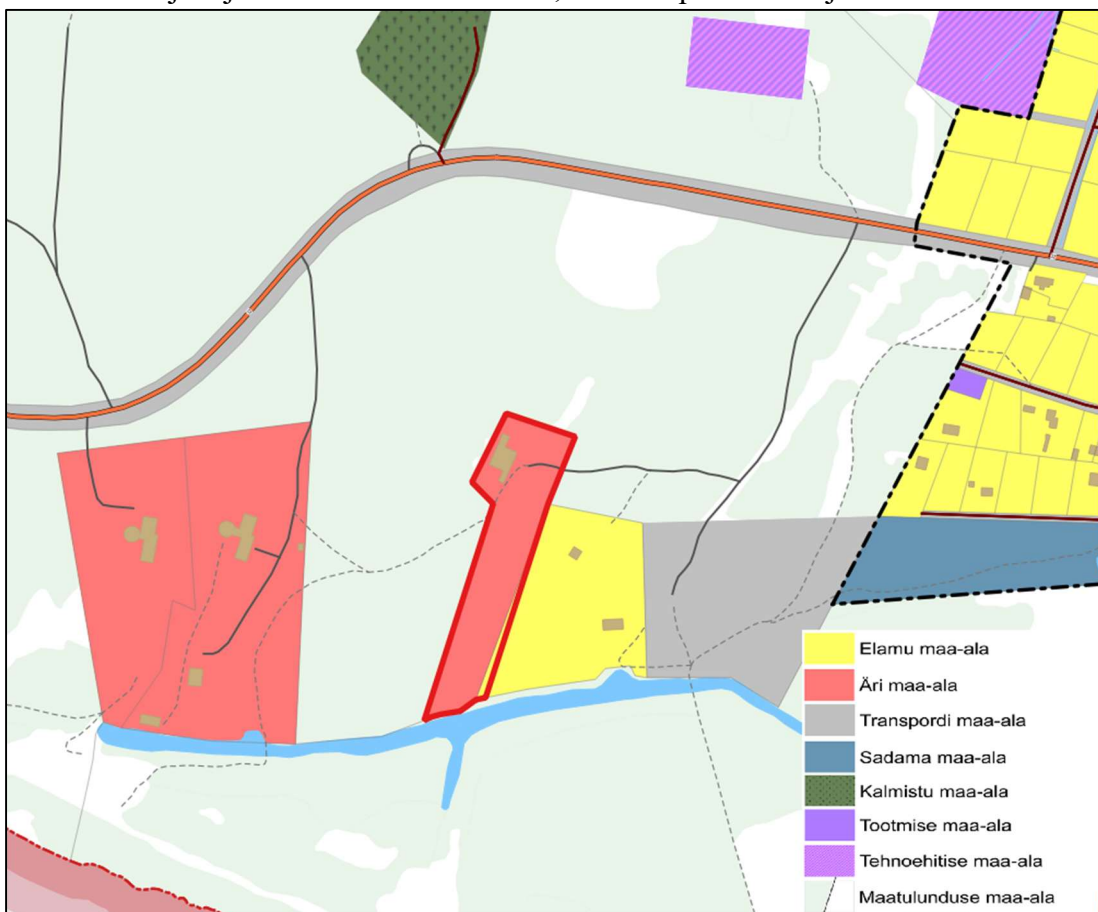 Elamu maa-ala
Äri maa-ala
Transpordi maa-ala
Sadama maa-ala
Kalmistu maa-ala
Tootmise maa-ala
Tehnoehitise maa-ala
Maatulunduse maa-ala